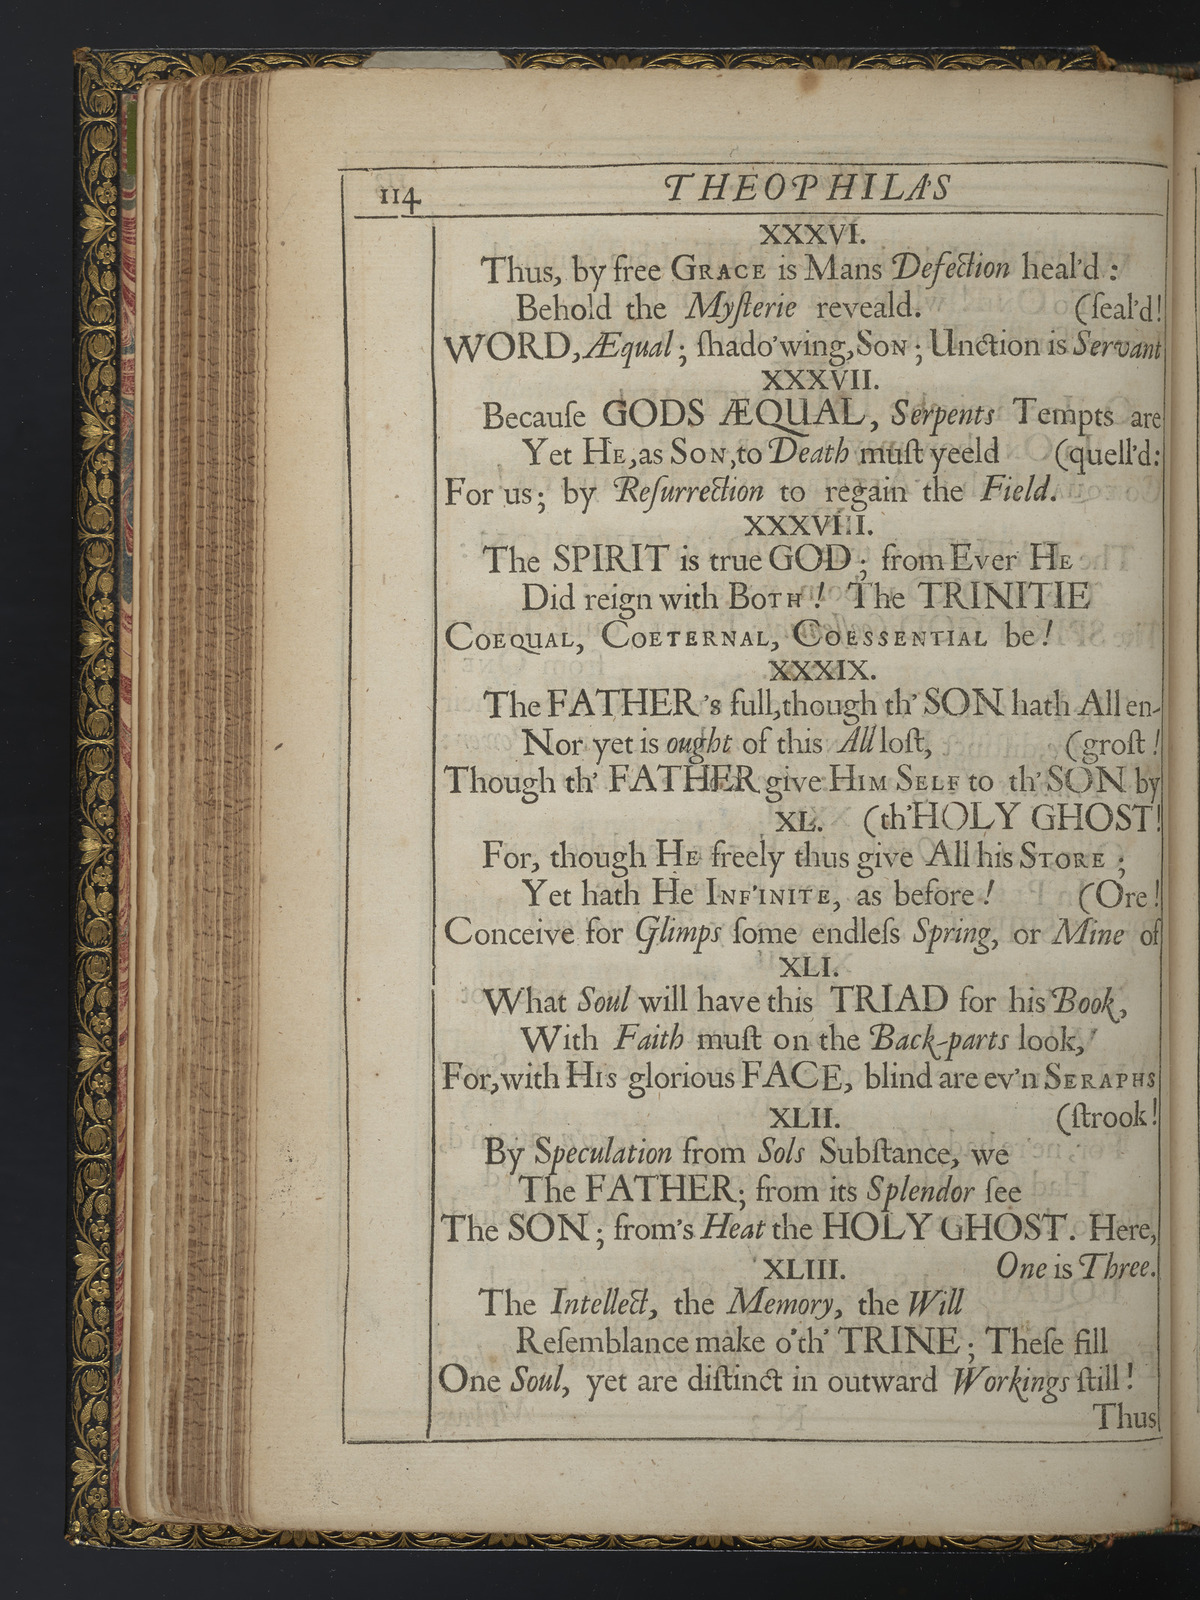 114 THEOPHILA'S
XXXVI.
Thus, by free GRACE is Mans Defection heal'd :
Behold the Myſterie reveald. (ſeal'd!
WORD, Æqual; ſhado'wing, SON; Unction is Servant
XXXVII.
Becauſe GODS ÆQUAL, Serpents Tempts are
Yet HE, as SON, to Death muſt yeeld (quell'd:
For us; by Reſurrection to regain the Field.
XXXVIII.
The SPIRIT is true GOD; from Ever HE
Did reign with BOTH! The TRINITIE
COEQUAL, COETERNAL, COESSENTIAL be!
XXXIX.
The FATHER's full, though th' SON hath All en-
Nor yet is ought of this All loſt, (groſt!
Though th' FATHER give HIM SELF to th' SON by
XL. (th'HOLY GHOST!
For, though HE freely thus give All his STORE;
Yet hath He INF'INITE, as before! (Ore!
Conceive for Glimps ſome endleſs Spring, or Mine of
XLI.
What Soul will have this TRIAD for his Book,
With Faith muſt on the Back-parts look,
For, with HIS glorious FACE, blind are ev'n SERAPHS
XLII. (ſtrook!
By Speculation from Sols Subſtance, we
The FATHER; from its Splendor ſee
The SON; from's Heat the HOLY GHOST. Here,
XLIII. One is Three.
The Intellect, the Memory, the Will
Reſemblance make o'th' TRINE; Theſe fill
One Soul, yet are diſtinct in outward Workings ſtill!
Thus